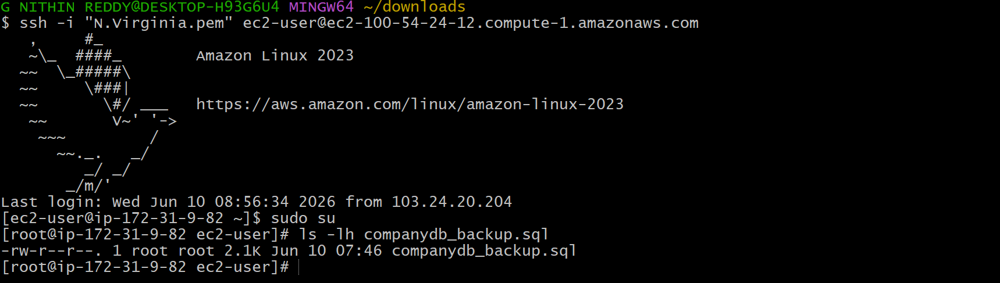 G NITHIN REDDY@DESKTOP-H93G6U4 MINGW64 ~/downloads
$ ssh -i "N.Virginia.pem" ec2-user@ec2-100-54-24-12.compute-1.amazonaws.com
   ,     #_
   ~\_  ####_        Amazon Linux 2023
  ~~  \_#####\
  ~~     \###|
  ~~       \#/ ___   https://aws.amazon.com/linux/amazon-linux-2023
   ~~       V~' '->
    ~~~         /
      ~~._.   _/
         _/ _/
       _/m/'
Last login: Wed Jun 10 08:56:34 2026 from 103.24.20.204
[ec2-user@ip-172-31-9-82 ~]$ sudo su
[root@ip-172-31-9-82 ec2-user]# ls -lh companydb_backup.sql
-rw-r--r--. 1 root root 2.1K Jun 10 07:46 companydb_backup.sql
[root@ip-172-31-9-82 ec2-user]#